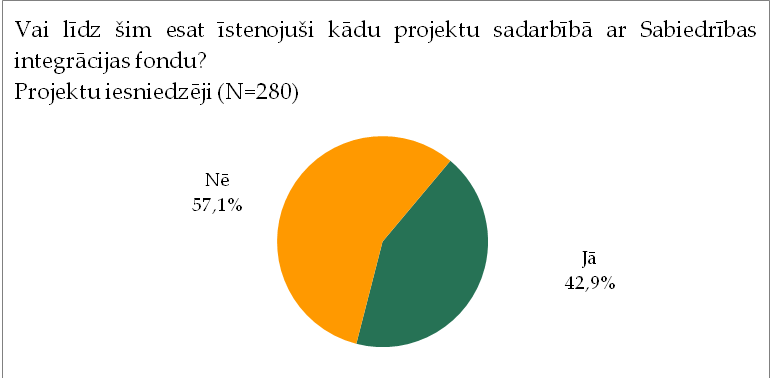 Vai līdz šim esat īstenojuši kādu projektu sadarbībā ar Sabiedrības
integrācijas fondu?
Projektu iesniedzēji (N=280)
Nē
57,1%
Jā
42,9%